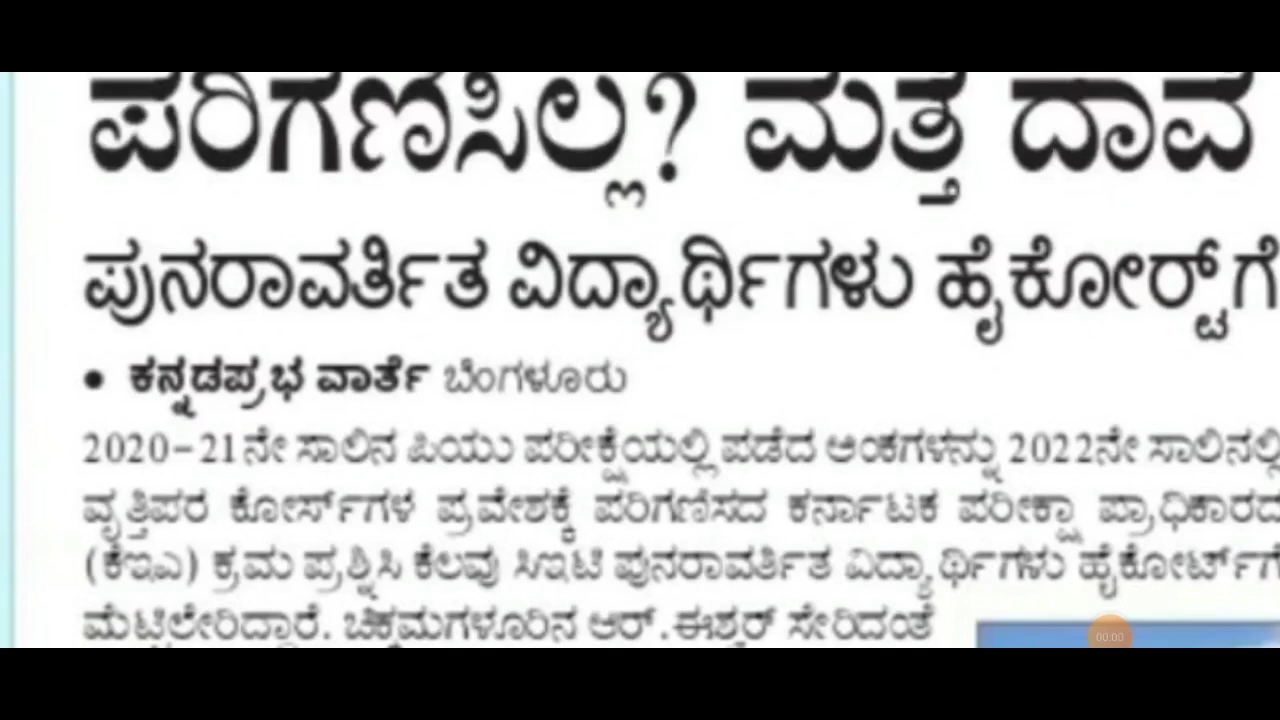 ಪರಿಗಣಿಸಿಲ್ಲ? ಮತ್ತೆ ದಾವೆ
ಪುನರಾವರ್ತಿತ ವಿದ್ಯಾರ್ಥಿಗಳು ಹೈಕೋರ್ಟ್‌ಗೆ
• ಕನ್ನಡಪ್ರಭ ವಾರ್ತೆ ಬೆಂಗಳೂರು
2020-21ನೇ ಸಾಲಿನ ಪಿಯು ಪರೀಕ್ಷೆಯಲ್ಲಿ ಪಡೆದ ಅಂಕಗಳನ್ನು 2022ನೇ ಸಾಲಿನಲ್ಲಿ
ವೃತ್ತಿಪರ ಕೋರ್ಸ್‌ಗಳ ಪ್ರವೇಶಕ್ಕೆ ಪರಿಗಣಿಸದ ಕರ್ನಾಟಕ ಪರೀಕ್ಷಾ ಪ್ರಾಧಿಕಾರದ
(ಕೆಇಎ) ಕ್ರಮ ಪ್ರಶ್ನಿಸಿ ಕೆಲವು ಸಿಇಟಿ ಪುನರಾವರ್ತಿತ ವಿದ್ಯಾರ್ಥಿಗಳು ಹೈಕೋರ್ಟ್‌ಗೆ
ಮೆಟ್ಟಿಲೇರಿದ್ದಾರೆ. ಚಿಕ್ಕಮಗಳೂರಿನ ಆರ್.ಈಶ್ವರ್ ಸೇರಿದಂತೆ
00:00